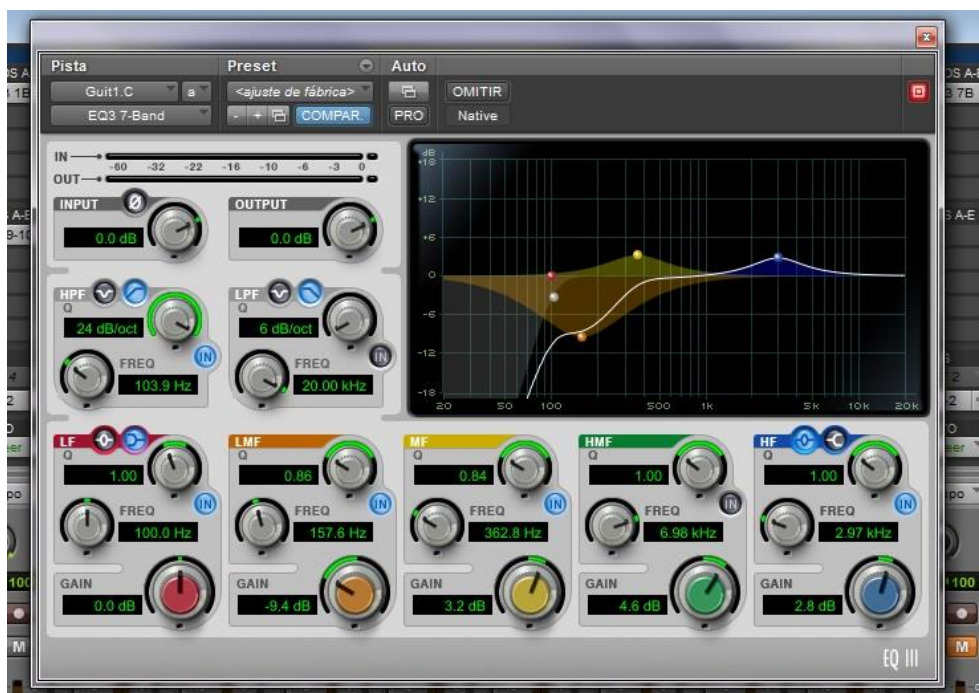 Pista Preset Auto
Guit1.C a <ajuste de fábrica> OMITIR
EQ3 7-Band - + COMPAR. PRO Native
IN
-60 -32 -22 -16 -10 -6 -3 0
OUT
INPUT Ø OUTPUT
0.0 dB 0.0 dB
HPF LPF
Q Q
24 dB/oct 6 dB/oct
IN IN
FREQ FREQ
103.9 Hz 20.00 kHz
dB
+18
+12
+6
0
-6
-12
-18
20 50 100 500 1k 5k 10k 20k
LF LMF MF HMF HF
Q Q Q Q Q
1.00 0.86 0.84 1.00 1.00
IN IN IN IN IN
FREQ FREQ FREQ FREQ FREQ
100.0 Hz 157.6 Hz 362.8 Hz 6.98 kHz 2.97 kHz
GAIN GAIN GAIN GAIN GAIN
0.0 dB -9.4 dB 3.2 dB 4.6 dB 2.8 dB
EQ III
M M